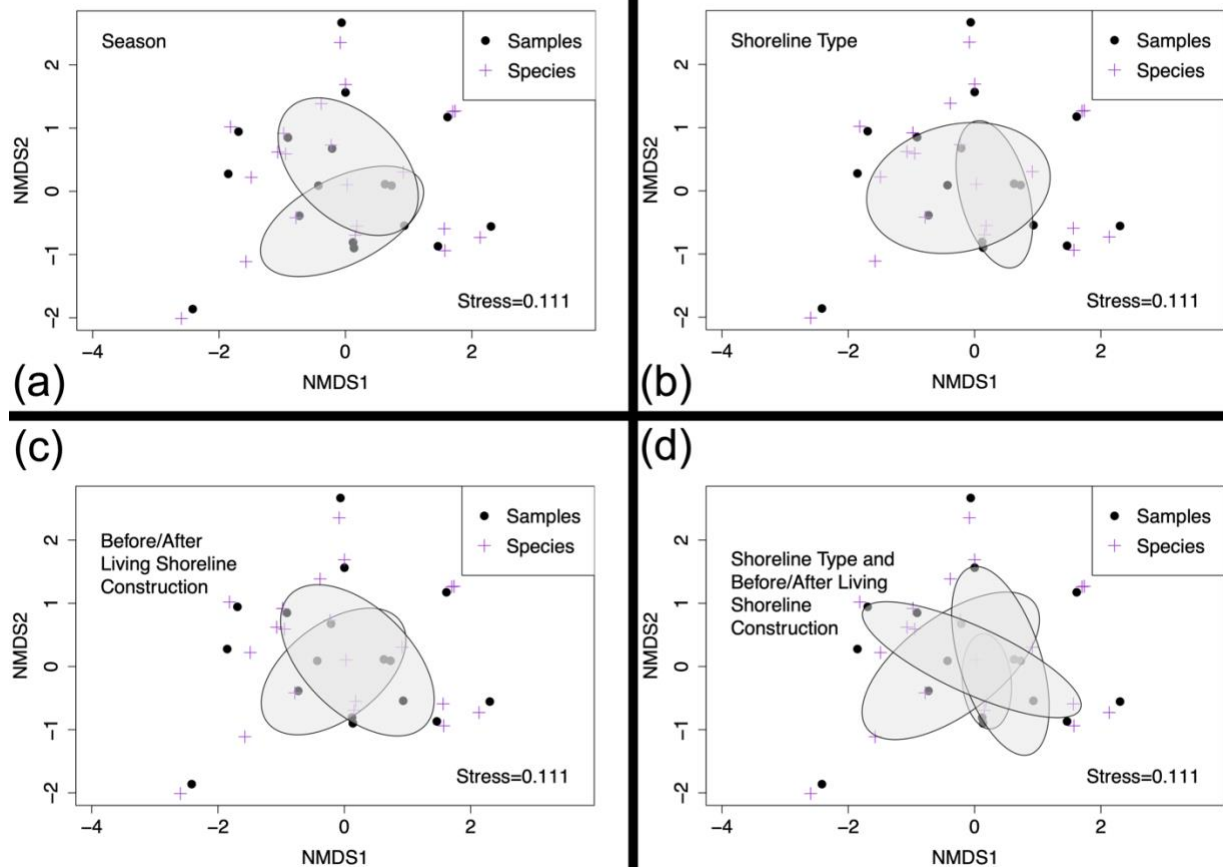 Season
Samples
Species
2
1
0
−1
−2
NMDS2
Stress=0.111
−4
−2
0
2
NMDS1
(a)
Shoreline Type
Samples
Species
2
1
0
−1
−2
NMDS2
Stress=0.111
−4
−2
0
2
NMDS1
(b)
(c)
Before/After
Living Shoreline
Construction
Samples
Species
2
1
0
−1
−2
NMDS2
Stress=0.111
−4
−2
0
2
NMDS1
(d)
Shoreline Type and
Before/After Living
Shoreline
Construction
Samples
Species
2
1
0
−1
−2
NMDS2
Stress=0.111
−4
−2
0
2
NMDS1